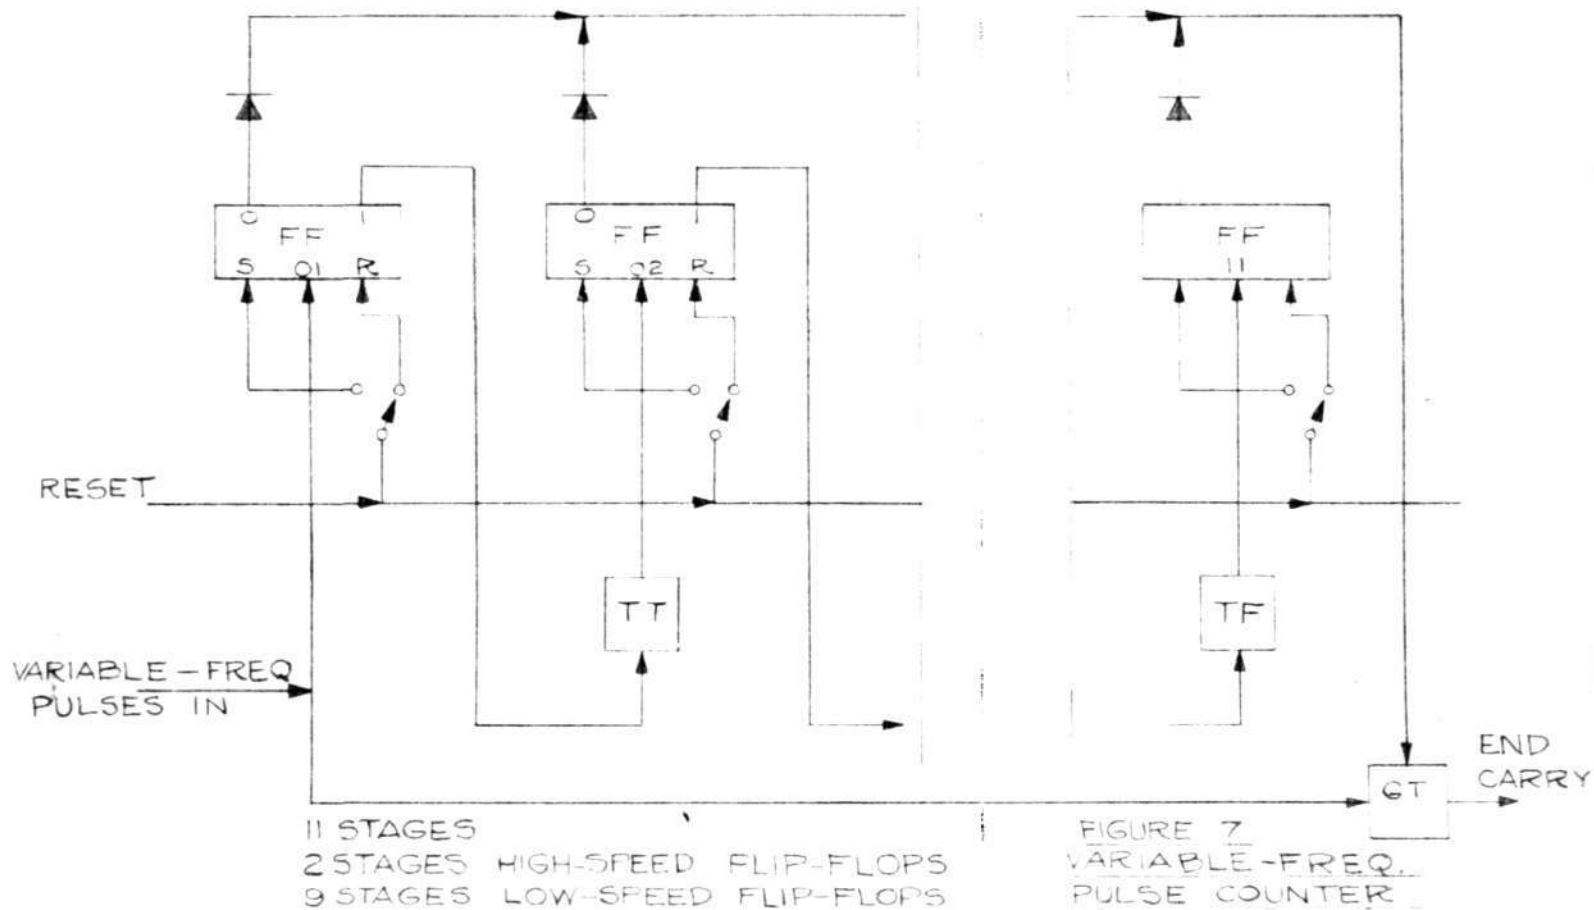 O
FF
S 01 R
O
FF
S 02 R
FF
11
RESET
TT
TF
VARIABLE-FREQ
PULSES IN
GT
END
CARRY
11 STAGES
2 STAGES HIGH-SPEED FLIP-FLOPS
9 STAGES LOW-SPEED FLIP-FLOPS
FIGURE 7
VARIABLE-FREQ.
PULSE COUNTER